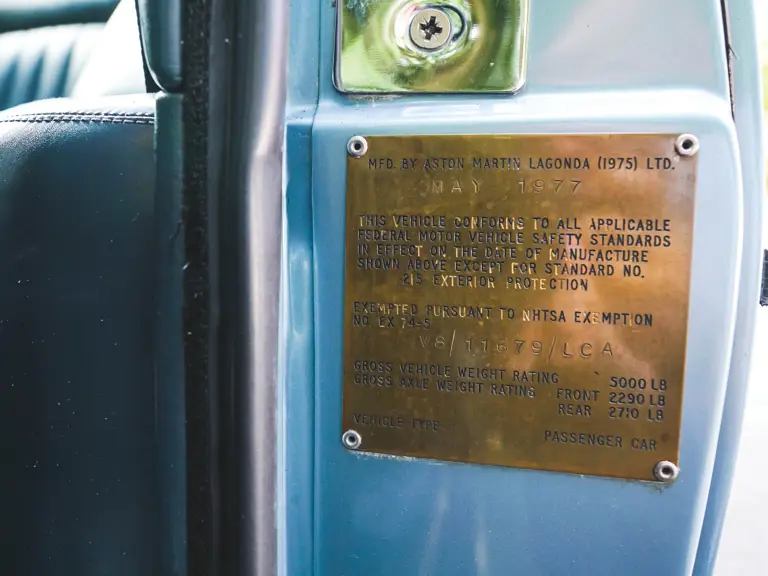 MFD. BY ASTON MARTIN LAGONDA (1975) LTD.
MAY 1977
THIS VEHICLE CONFORMS TO ALL APPLICABLE
FEDERAL MOTOR VEHICLE SAFETY STANDARDS
IN EFFECT ON THE DATE OF MANUFACTURE
SHOWN ABOVE EXCEPT FOR STANDARD NO.
215 EXTERIOR PROTECTION
EXEMPTED PURSUANT TO NHTSA EXEMPTION
NO. EX 74-5
V8/11679/LCA
GROSS VEHICLE WEIGHT RATING 5000 LB
GROSS AXLE WEIGHT RATING FRONT 2290 LB
REAR 2710 LB
VEHICLE TYPE PASSENGER CAR